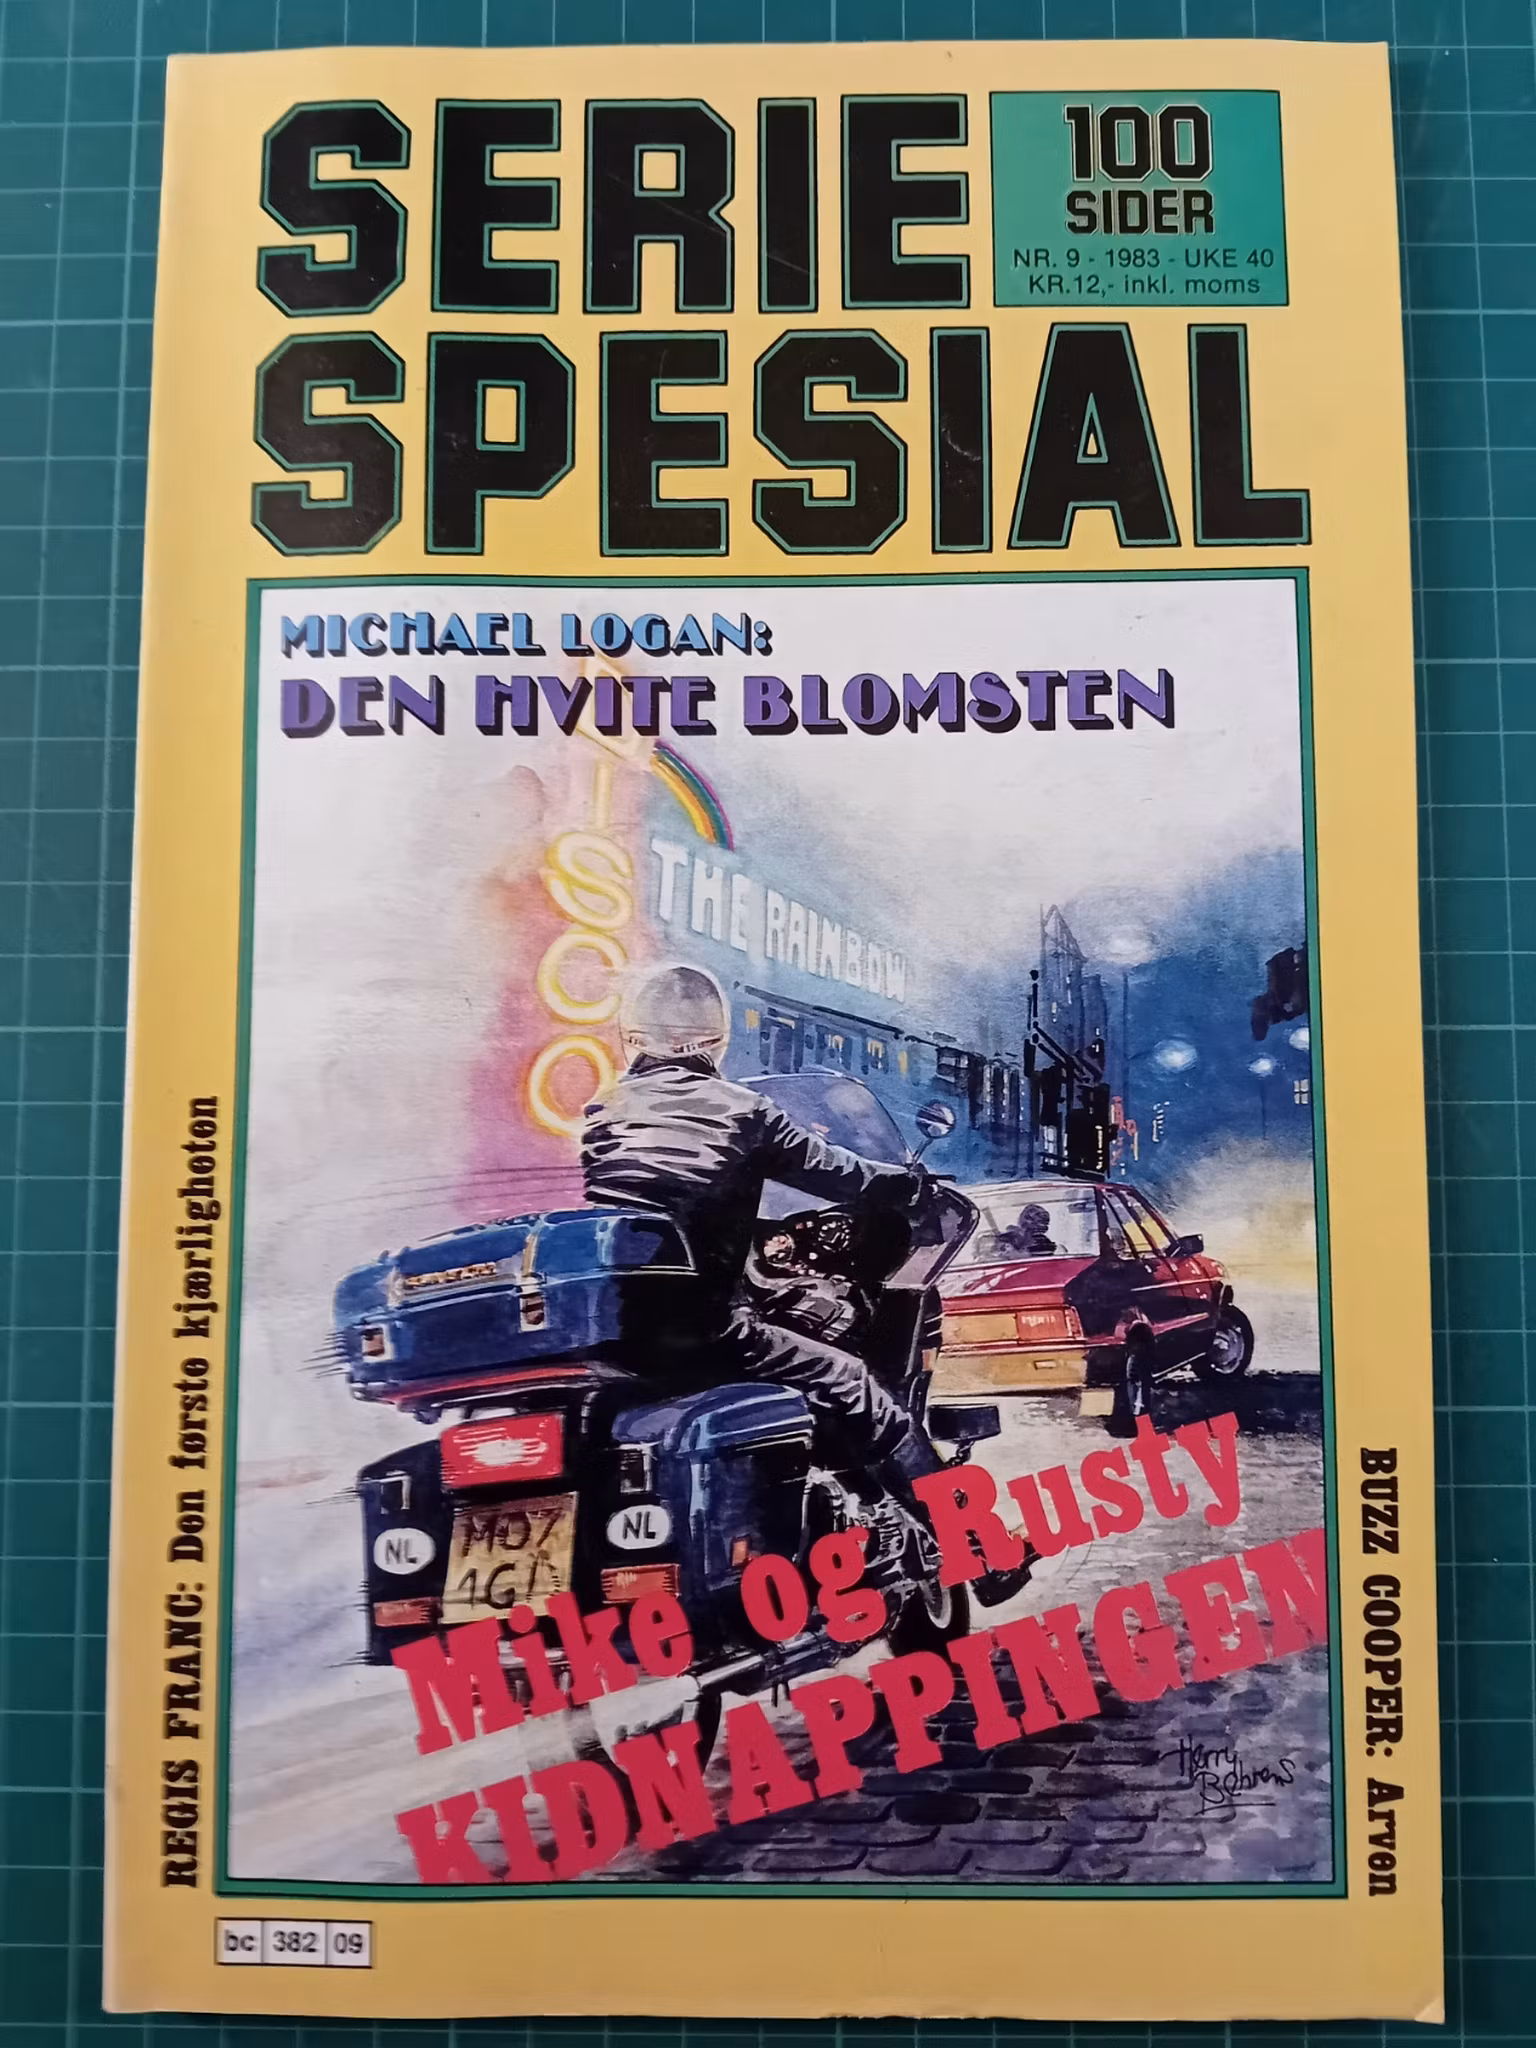 SERIE
SPESIAL
100
SIDER
NR. 9 - 1983 - UKE 40
KR.12,- inkl. moms
MICHAEL LOGAN:
DEN HVITE BLOMSTEN
DISCO
THE RAINBOW
NL
NL
Mike og Rusty
KIDNAPPINGEN
Herry
Behrens
REGIS FRANC: Den første kjærligheten
BUZZ COOPER: Arven
bc 382 09